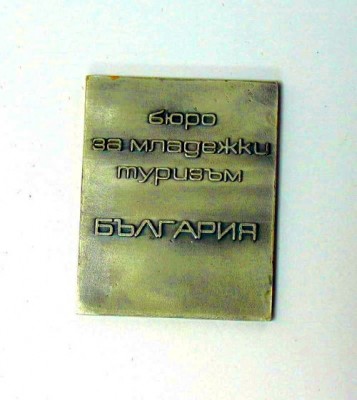 бюро
за младежки
туризъм
БЪЛГАРИЯ